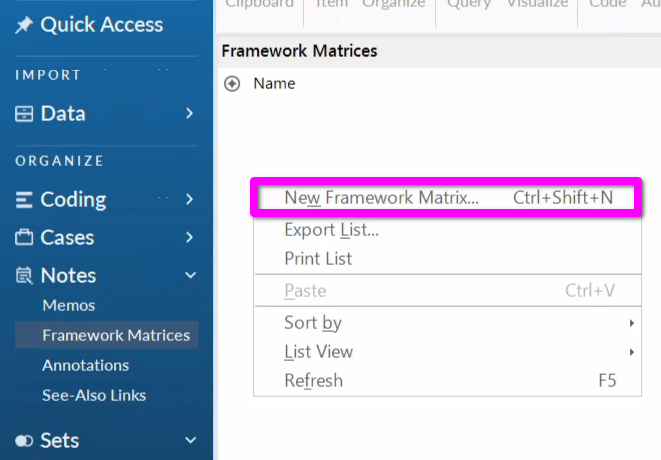 Quick Access
IMPORT
Data
ORGANIZE
Coding
Cases
Notes
Memos
Framework Matrices
Annotations
See-Also Links
Sets
Clipboard Item Organize Query Visualize Code
Framework Matrices
Name
New Framework Matrix... Ctrl+Shift+N
Export List...
Print List
Paste Ctrl+V
Sort by
List View
Refresh F5